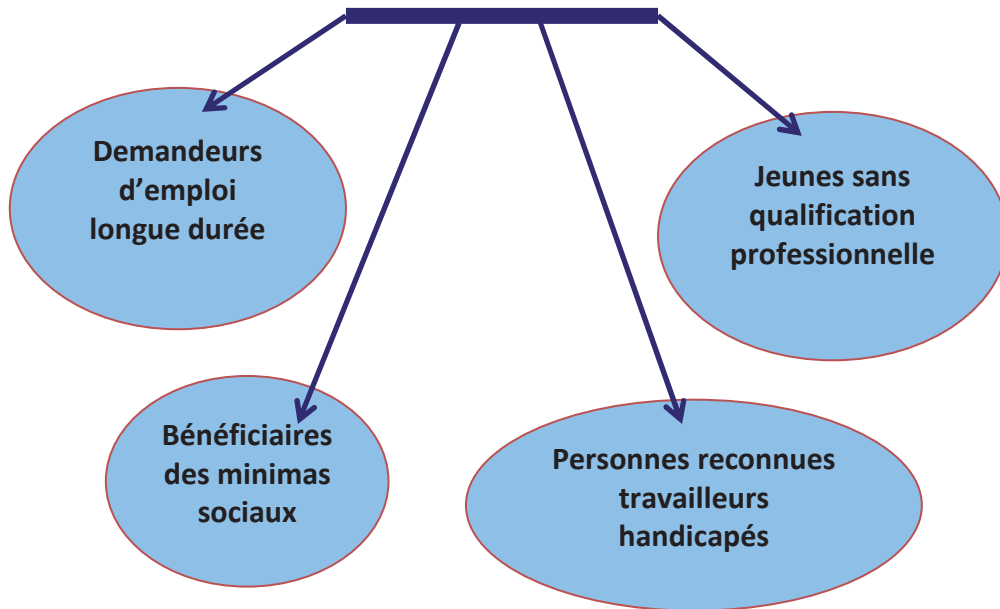 Demandeurs
d’emploi
longue durée
Jeunes sans
qualification
professionnelle
Bénéficiaires
des minimas
sociaux
Personnes reconnues
travailleurs
handicapés